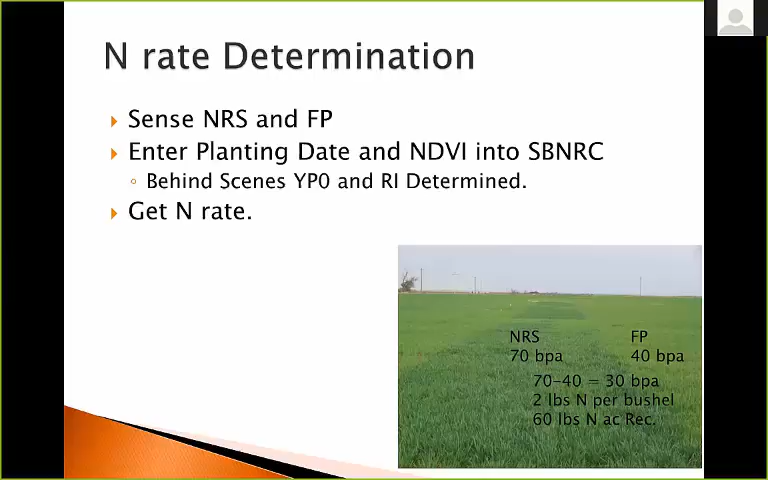 N rate Determination
Sense NRS and FP
Enter Planting Date and NDVI into SBNRC
Behind Scenes YP0 and RI Determined.
Get N rate.
NRS FP
70 bpa 40 bpa
70-40 = 30 bpa
2 lbs N per bushel
60 lbs N ac Rec.